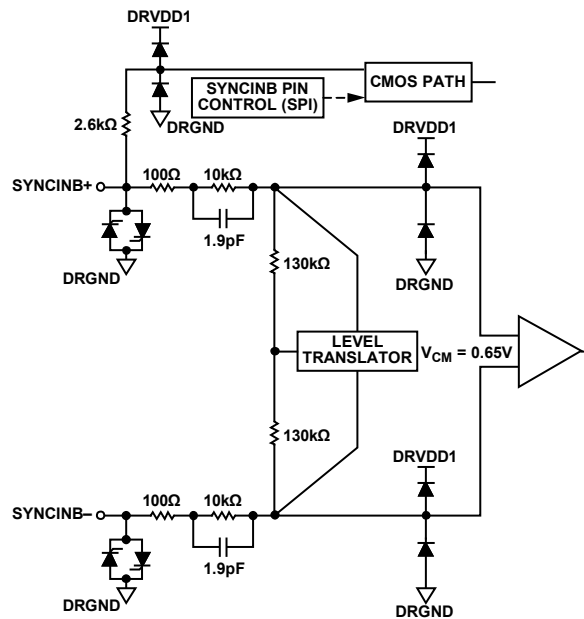 DRVDD1
CMOS PATH
SYNCINB PIN
CONTROL (SPI)
2.6kΩ
DRGND
DRVDD1
SYNCINB+
100Ω
10kΩ
1.9pF
DRGND
DRGND
130kΩ
LEVEL
TRANSLATOR
VCM = 0.65V
130kΩ
DRVDD1
SYNCINB–
100Ω
10kΩ
1.9pF
DRGND
DRGND